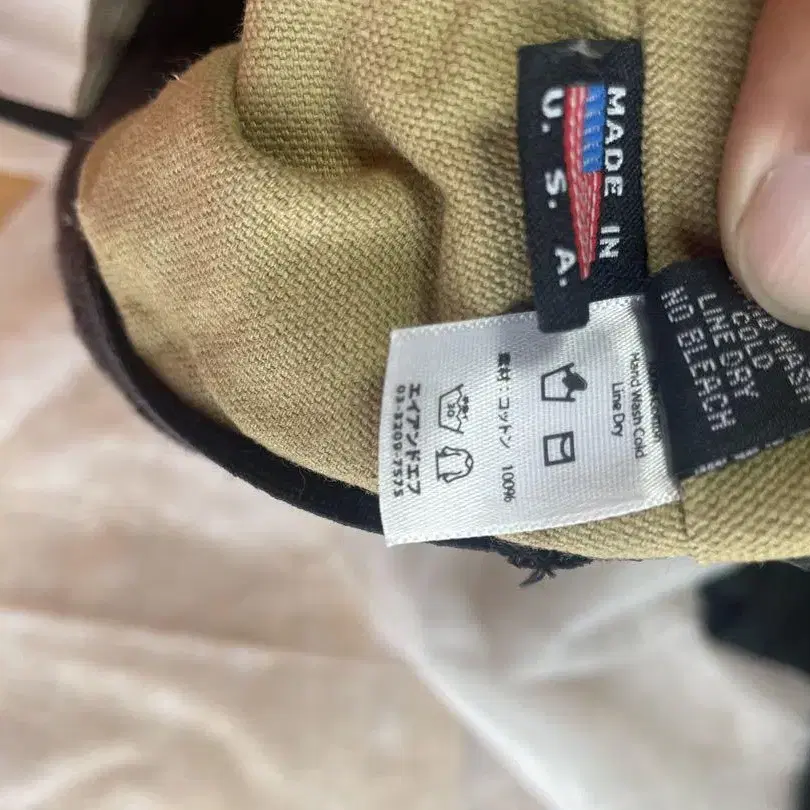 MADE IN
U. S. A.
COLD
LINE DRY
NO BLEACH
Hand Wash Cold
Line Dry
素材・コットン 100%
30
エイアンドエフ
03-3209-7575